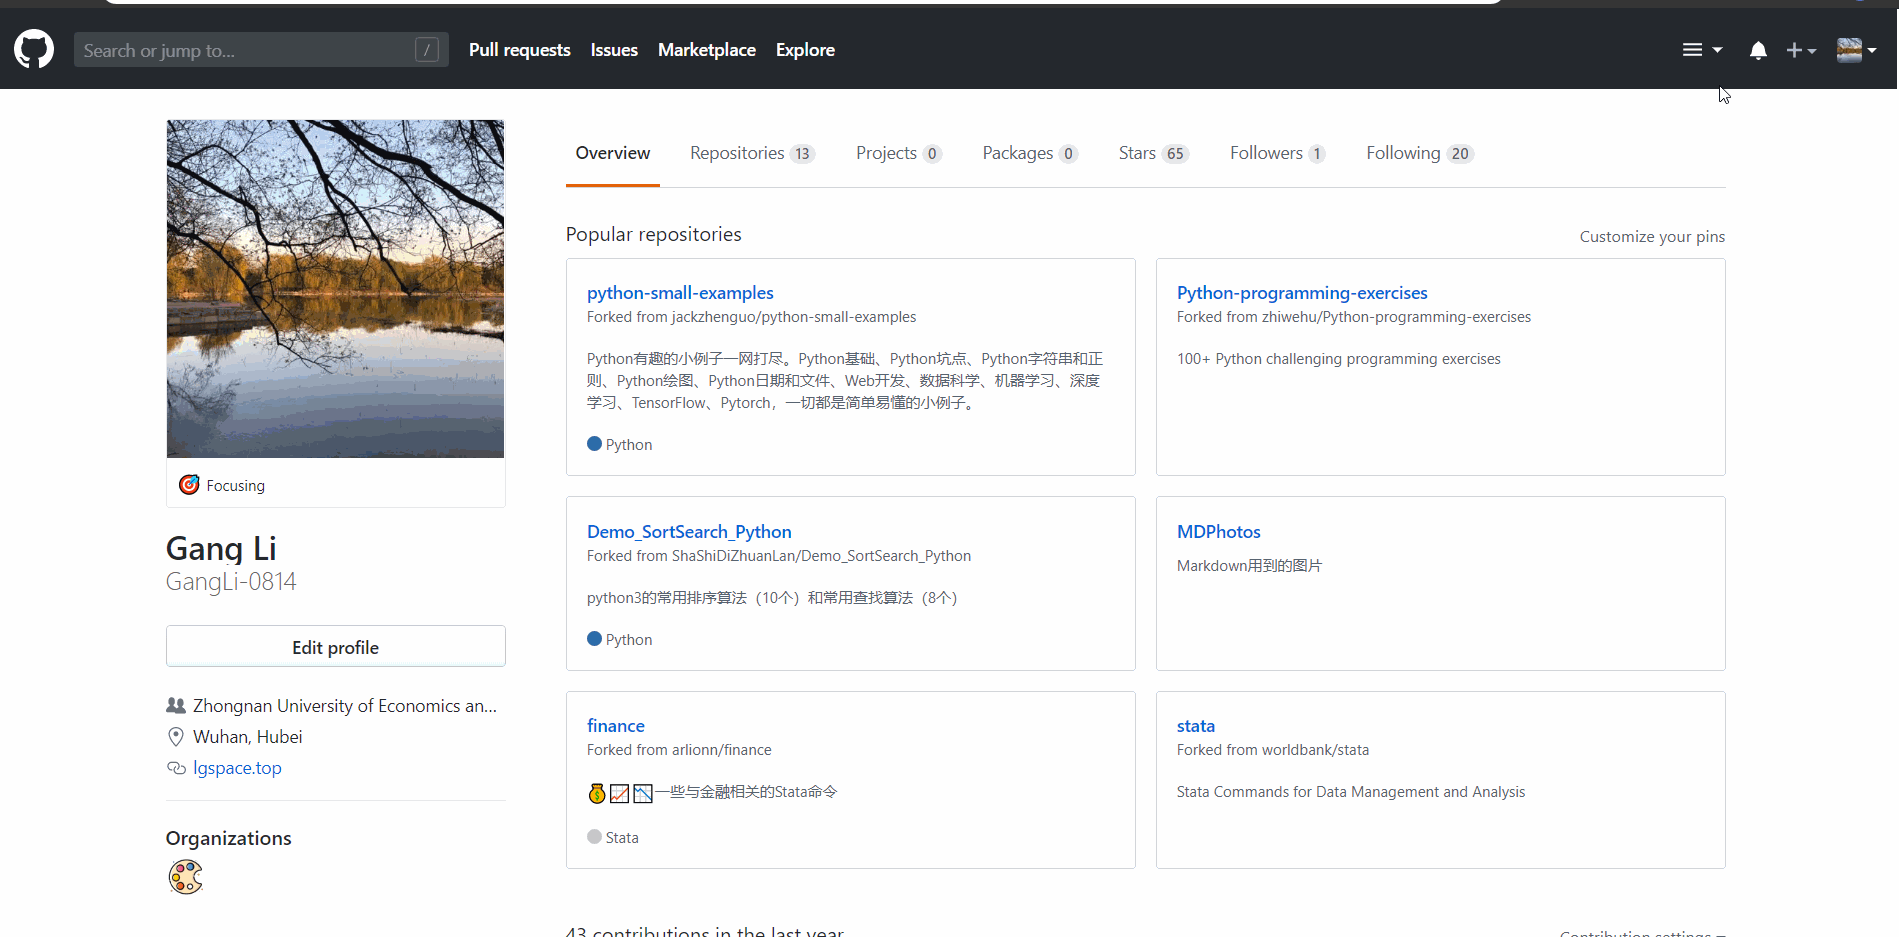 Search or jump to...
/
Pull requests
Issues
Marketplace
Explore
Overview
Repositories 13
Projects 0
Packages 0
Stars 65
Followers 1
Following 20
Focusing
Gang Li
GangLi-0814
Edit profile
Zhongnan University of Economics an...
Wuhan, Hubei
lgspace.top
Organizations
Popular repositories
Customize your pins
python-small-examples
Forked from jackzhenguo/python-small-examples
Python有趣的小例子一网打尽。Python基础、Python坑点、Python字符串和正
则、Python绘图、Python日期和文件、Web开发、数据科学、机器学习、深度
学习、TensorFlow、Pytorch，一切都是简单易懂的小例子。
Python
Python-programming-exercises
Forked from zhiwehu/Python-programming-exercises
100+ Python challenging programming exercises
Demo_SortSearch_Python
Forked from ShaShiDiZhuanLan/Demo_SortSearch_Python
python3的常用排序算法（10个）和常用查找算法（8个）
Python
MDPhotos
Markdown用到的图片
finance
Forked from arlionn/finance
💰📈📉一些与金融相关的Stata命令
Stata
stata
Forked from worldbank/stata
Stata Commands for Data Management and Analysis
43 contributions in the last year
Contribution settings